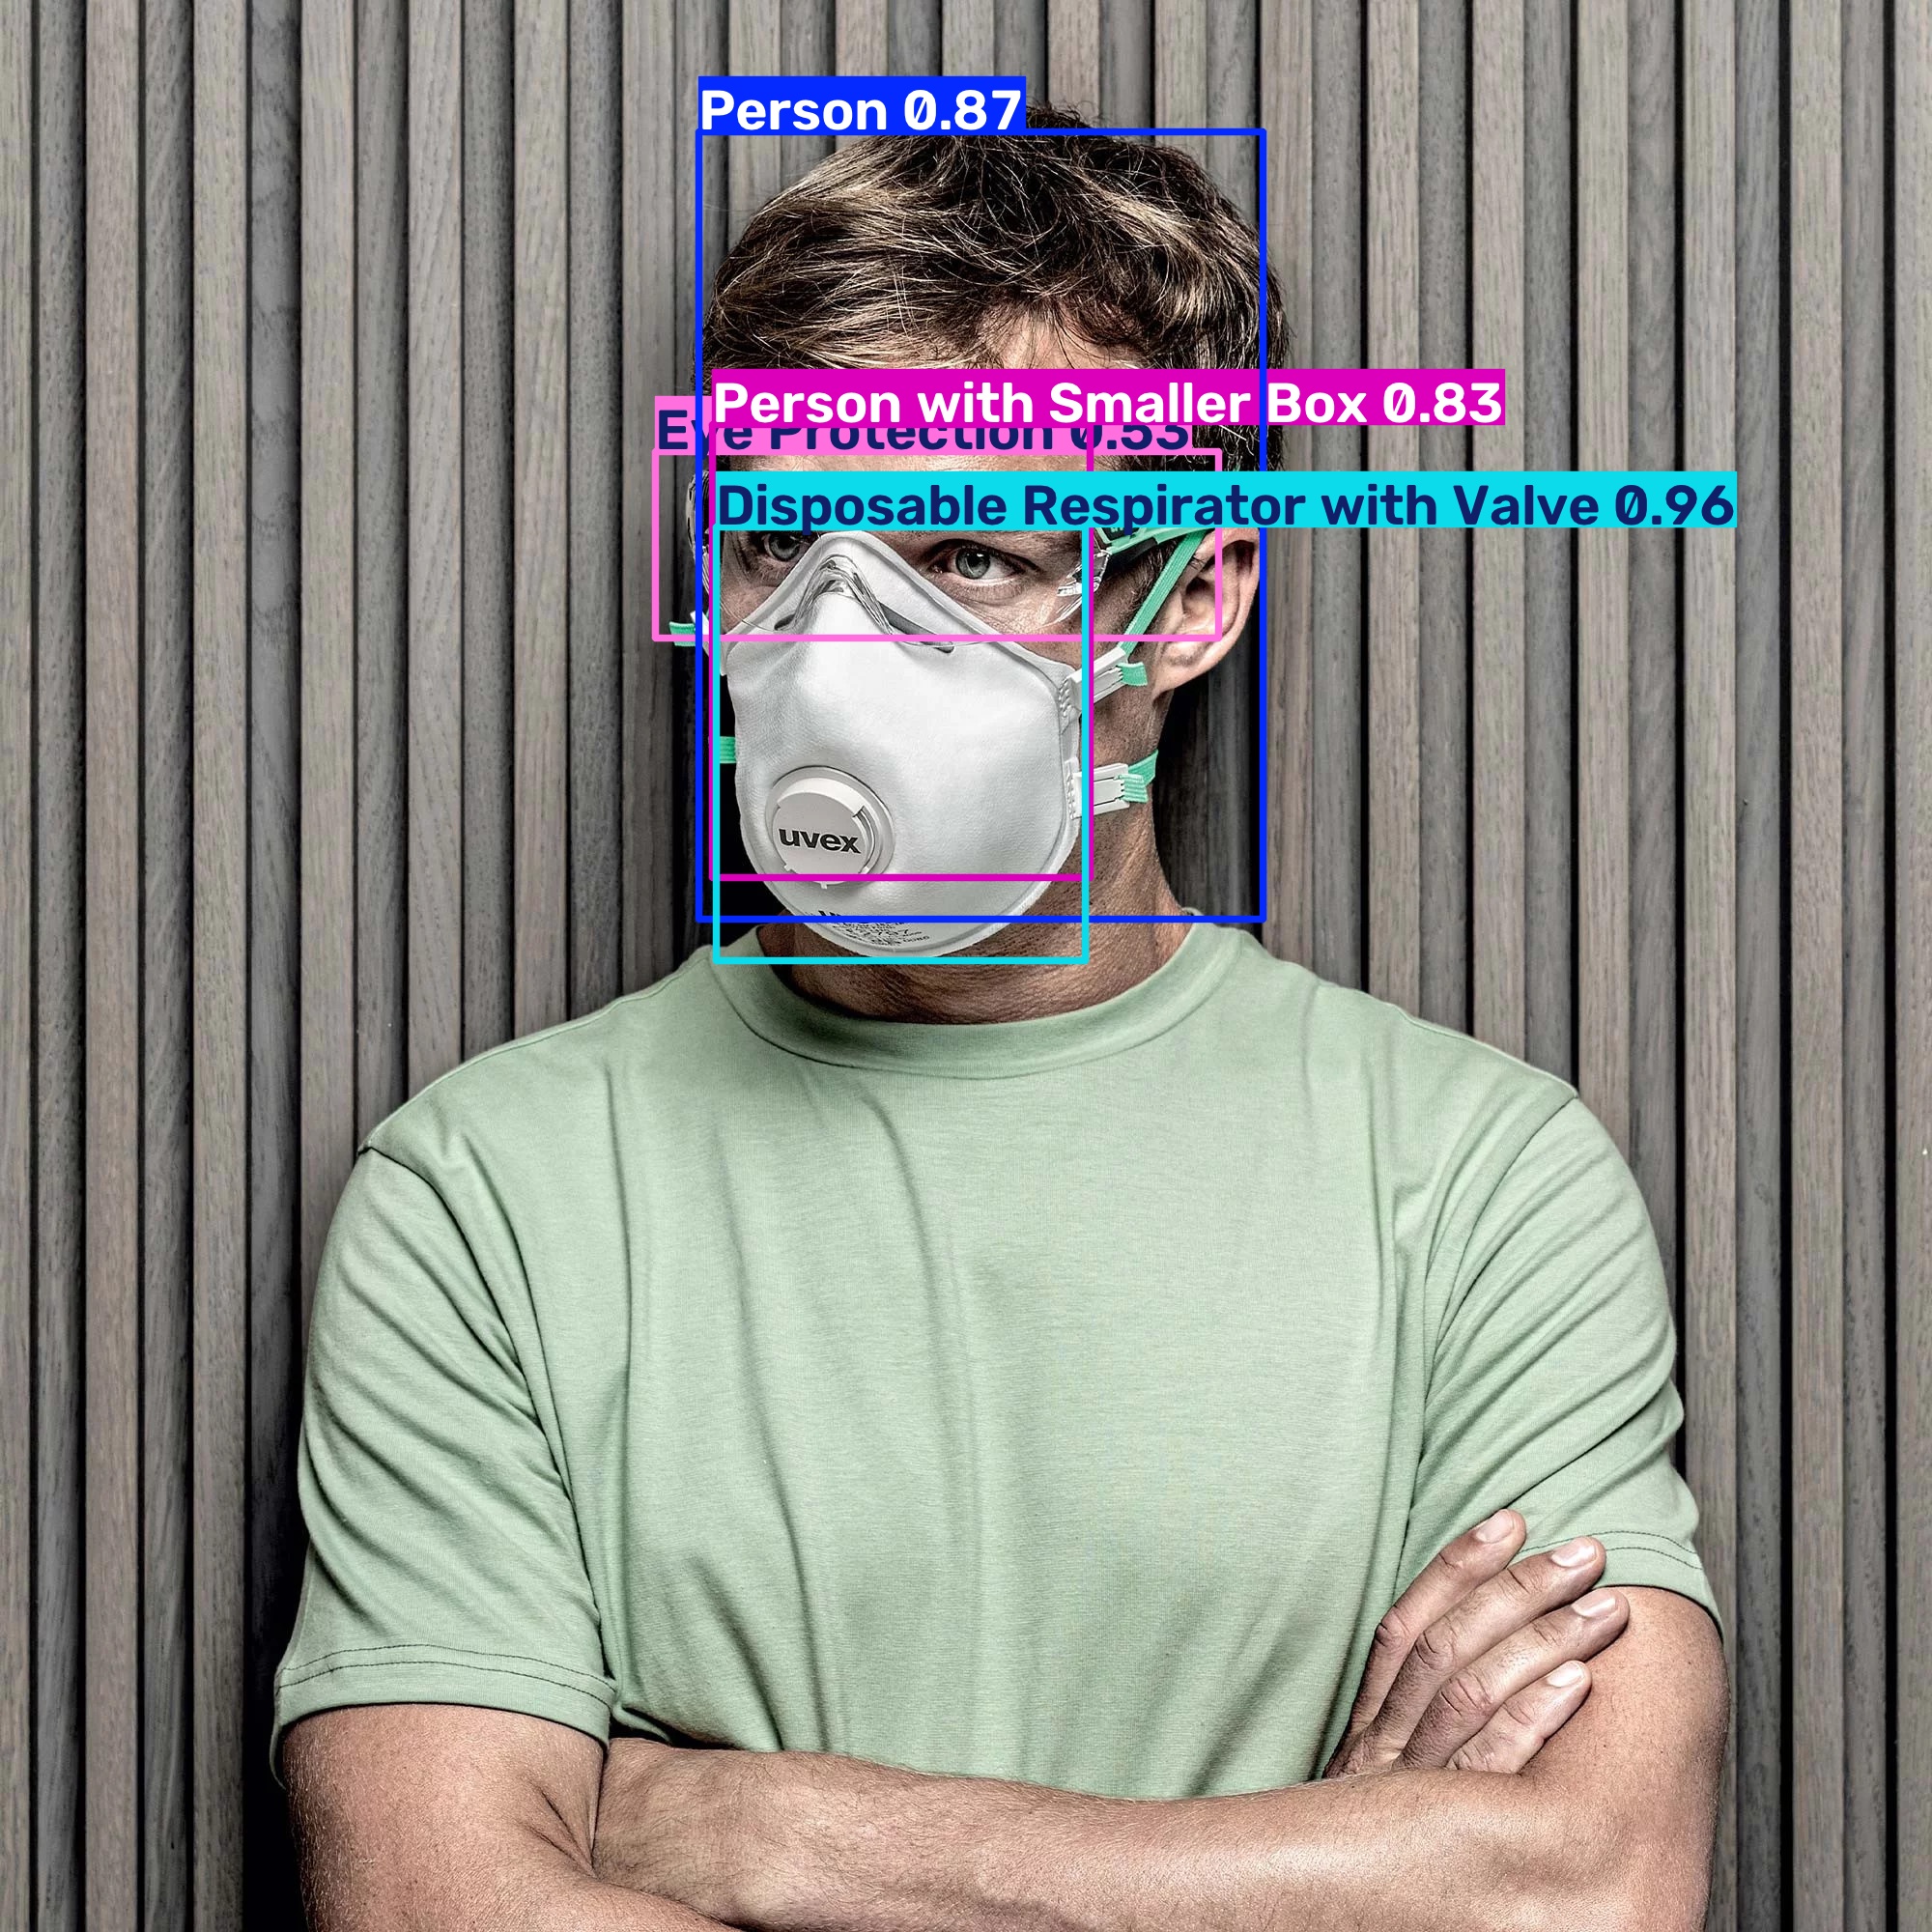 Person 0.87
Person with Smaller Box 0.83
Eye Protection 0.53
Disposable Respirator with Valve 0.96
uvex